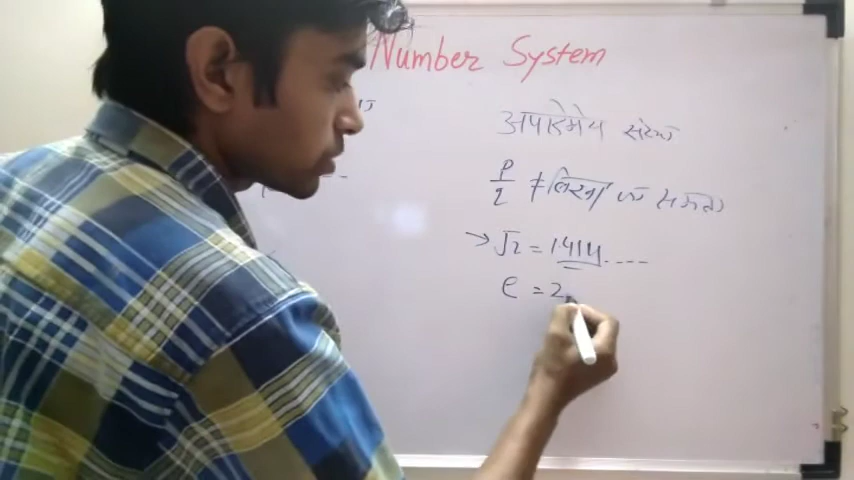 Number System
अपरिमेय संख्या
p/q ≠ लिखा जा सकता
→ √2 = 1.414....
e = 2.